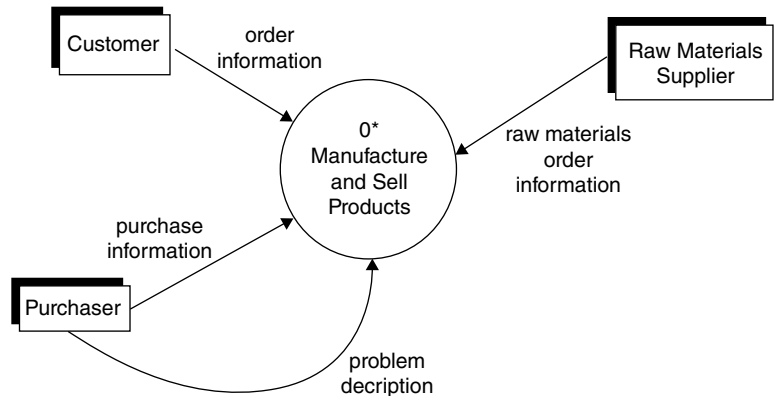 Customer
order
information
Raw Materials
Supplier
0*
Manufacture
and Sell
Products
raw materials
order
information
purchase
information
Purchaser
problem
decription